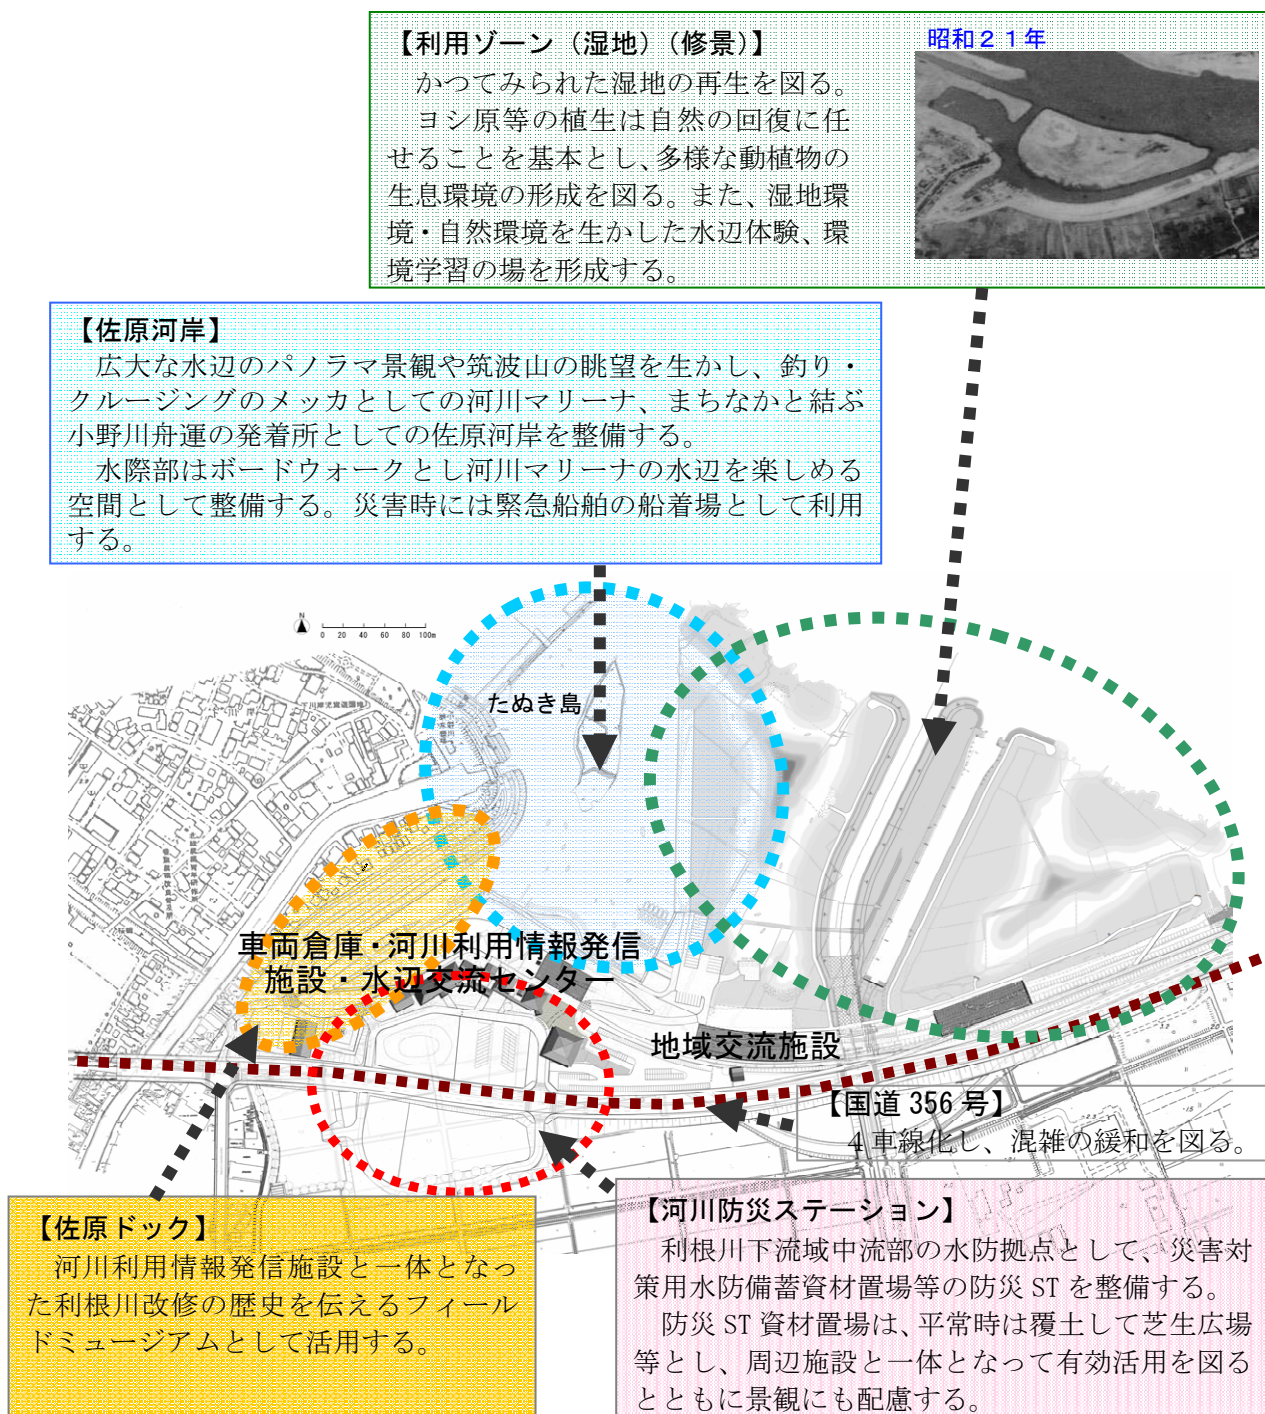 【利用ゾーン（湿地）（修景）】
かつてみられた湿地の再生を図る。
ヨシ原等の植生は自然の回復に任
せることを基本とし、多様な動植物の
生息環境の形成を図る。また、湿地環
境・自然環境を生かした水辺体験、環
境学習の場を形成する。
昭和２１年
【佐原河岸】
広大な水辺のパノラマ景観や筑波山の眺望を生かし、釣り・
クルージングのメッカとしての河川マリーナ、まちなかと結ぶ
小野川舟運の発着所としての佐原河岸を整備する。
水際部はボードウォークとし河川マリーナの水辺を楽しめる
空間として整備する。災害時には緊急船舶の船着場として利用
する。
N
0 20 40 60 80 100m
たぬき島
車両倉庫・河川利用情報発信
施設・水辺交流センター
地域交流施設
【国道 356 号】
4 車線化し、混雑の緩和を図る。
【佐原ドック】
河川利用情報発信施設と一体となっ
た利根川改修の歴史を伝えるフィール
ドミュージアムとして活用する。
【河川防災ステーション】
利根川下流域中流部の水防拠点として、災害対
策用水防備蓄資材置場等の防災 ST を整備する。
防災 ST 資材置場は、平常時は覆土して芝生広場
等とし、周辺施設と一体となって有効活用を図る
とともに景観にも配慮する。